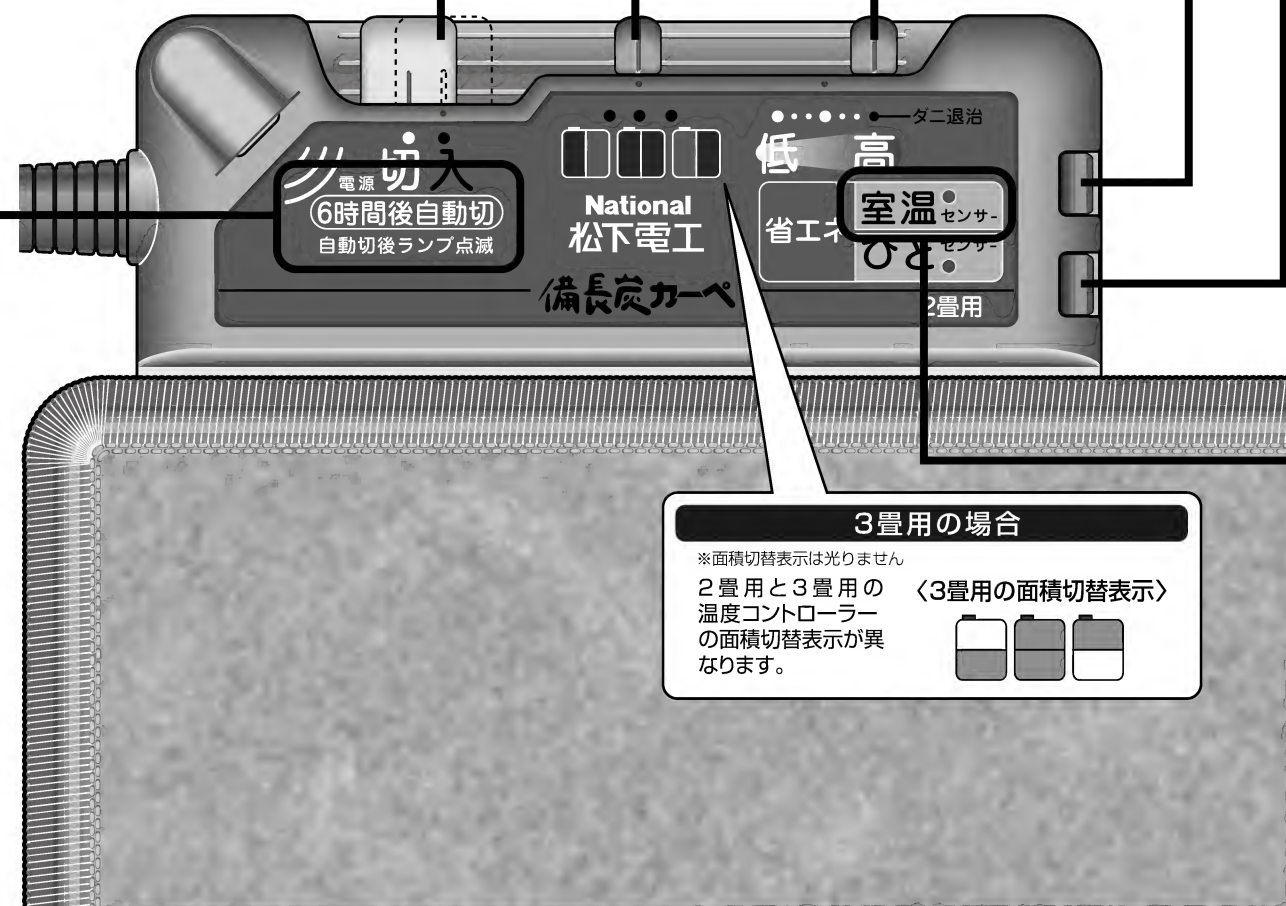 ダニ退治
低 高
電源 切 入
6時間後自動切
自動切後ランプ点滅
National
松下電工
省エネ
室温センサー
ひとセンサー
備長炭カーペ
2畳用
3畳用の場合
※面積切替表示は光りません
2畳用と3畳用の
温度コントローラー
の面積切替表示が異
なります。
〈3畳用の面積切替表示〉